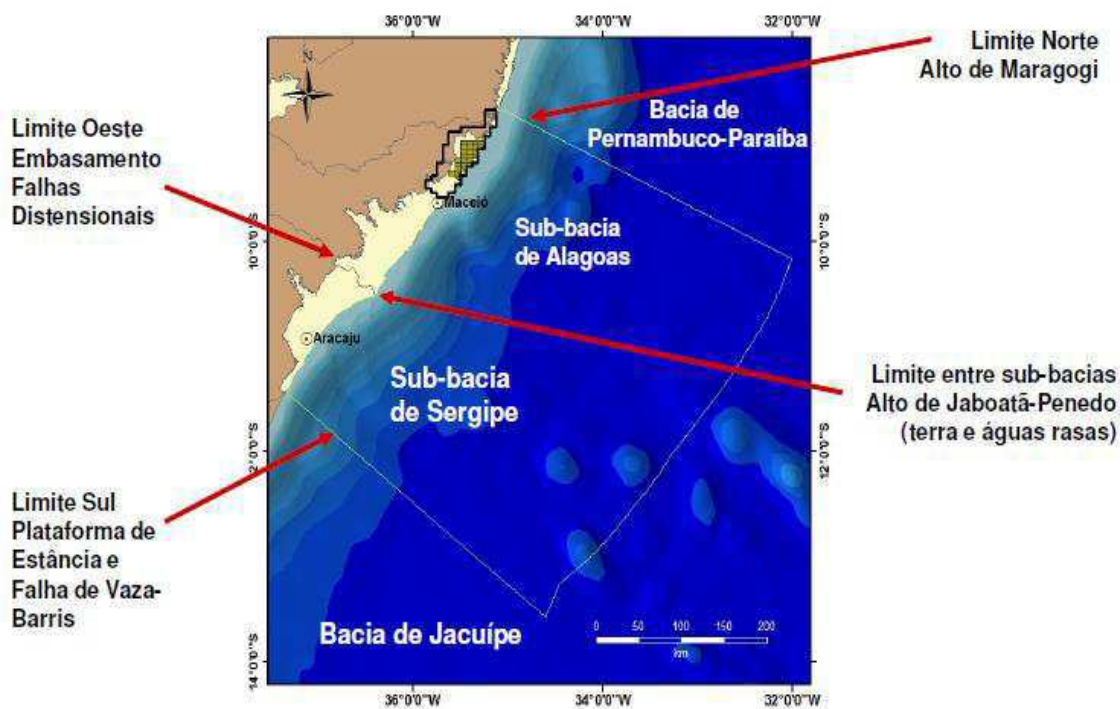 36°0'0"W 34°0'0"W 32°0'0"W
Limite Norte
Alto de Maragogi
Bacia de
Pernambuco-Paraíba
Limite Oeste
Embasamento
Falhas
Distensionais
Maceió
Sub-bacia
de Alagoas
10°0'0"S
10°0'0"S
Aracaju
Sub-bacia
de Sergipe
Limite entre sub-bacias
Alto de Jaboatã-Penedo
(terra e águas rasas)
12°0'0"S
12°0'0"S
Limite Sul
Plataforma de
Estância e
Falha de Vaza-
Barris
Bacia de Jacuípe
0 50 100 150 200
km
14°0'0"S
14°0'0"S
36°0'0"W 34°0'0"W 32°0'0"W